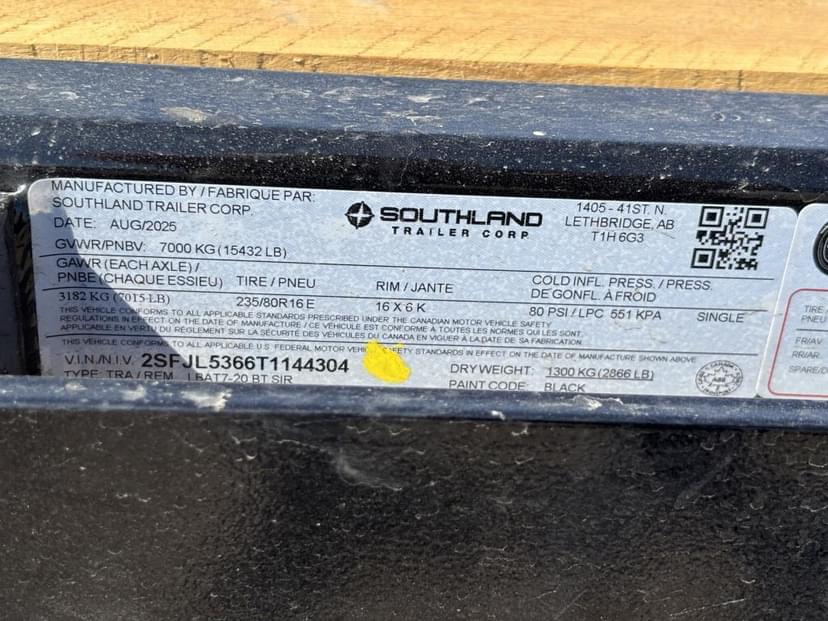 MANUFACTURED BY / FABRIQUE PAR:
SOUTHLAND TRAILER CORP.
DATE: AUG/2025
SOUTHLAND
TRAILER CORP
1405 - 41ST. N.
LETHBRIDGE, AB
T1H 6G3
GVWR/PNBV: 7000 KG (15432 LB)
GAWR (EACH AXLE) /
PNBE (CHAQUE ESSIEU) TIRE / PNEU RIM / JANTE COLD INFL. PRESS. / PRESS.
DE GONFL. À FROID
3182 KG (7015 LB) 235/80R16 E 16 X 6 K 80 PSI / LPC 551 KPA SINGLE
THIS VEHICLE CONFORMS TO ALL APPLICABLE STANDARDS PRESCRIBED UNDER THE CANADIAN MOTOR VEHICLE SAFETY
REGULATIONS IN EFFECT ON THE DATE OF MANUFACTURE / CE VÉHICULE EST CONFORME À TOUTES LES NORMES QUI LES SONT
APPLICABLE EN VERTU DU RÈGLEMENT SUR LA SÉCURITÉ DES VÉHICULES DU CANADA EN VIGUEUR À LA DATE DE SA FABRICATION
THIS VEHICLE CONFORMS TO ALL APPLICABLE U.S. FEDERAL MOTOR VEHICLE SAFETY STANDARDS IN EFFECT ON THE DATE OF MANUFACTURE SHOWN ABOVE
V.I.N./N.I.V. 2SFJL5366T1144304
DRY WEIGHT: 1300 KG (2866 LB)
TYPE: TRA / REM LBAT7-20 BT SIR
PAINT CODE: BLACK
TIRE
PNEU
FR/AV
RR/AR
SPARE/D